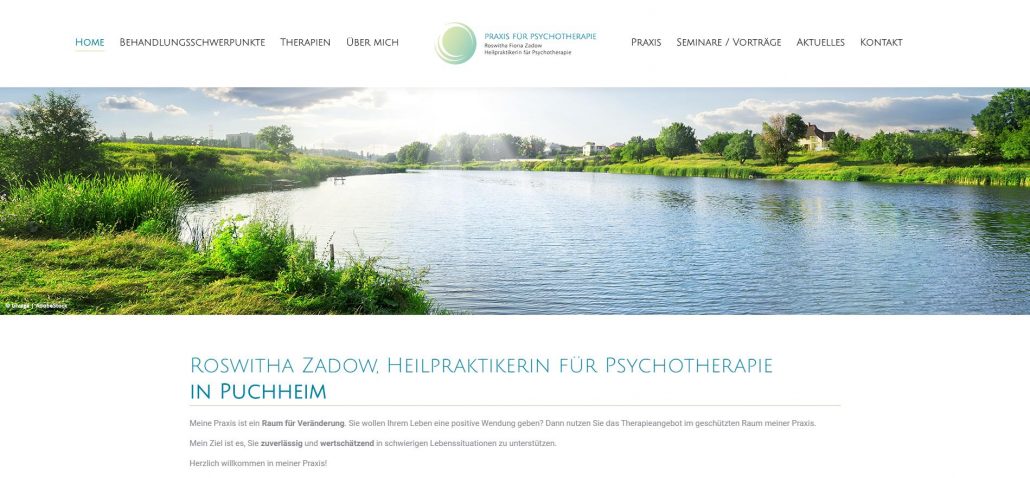 Home Behandlungsschwerpunkte Therapien Über mich
Praxis für Psychotherapie
Roswitha Fiona Zadow
Heilpraktikerin für Psychotherapie
Praxis Seminare / Vorträge Aktuelles Kontakt
Roswitha Zadow, Heilpraktikerin für Psychotherapie
in Puchheim
Meine Praxis ist ein Raum für Veränderung. Sie wollen Ihrem Leben eine positive Wendung geben? Dann nutzen Sie das Therapieangebot im geschützten Raum meiner Praxis.
Mein Ziel ist es, Sie zuverlässig und wertschätzend in schwierigen Lebenssituationen zu unterstützen.
Herzlich willkommen in meiner Praxis!